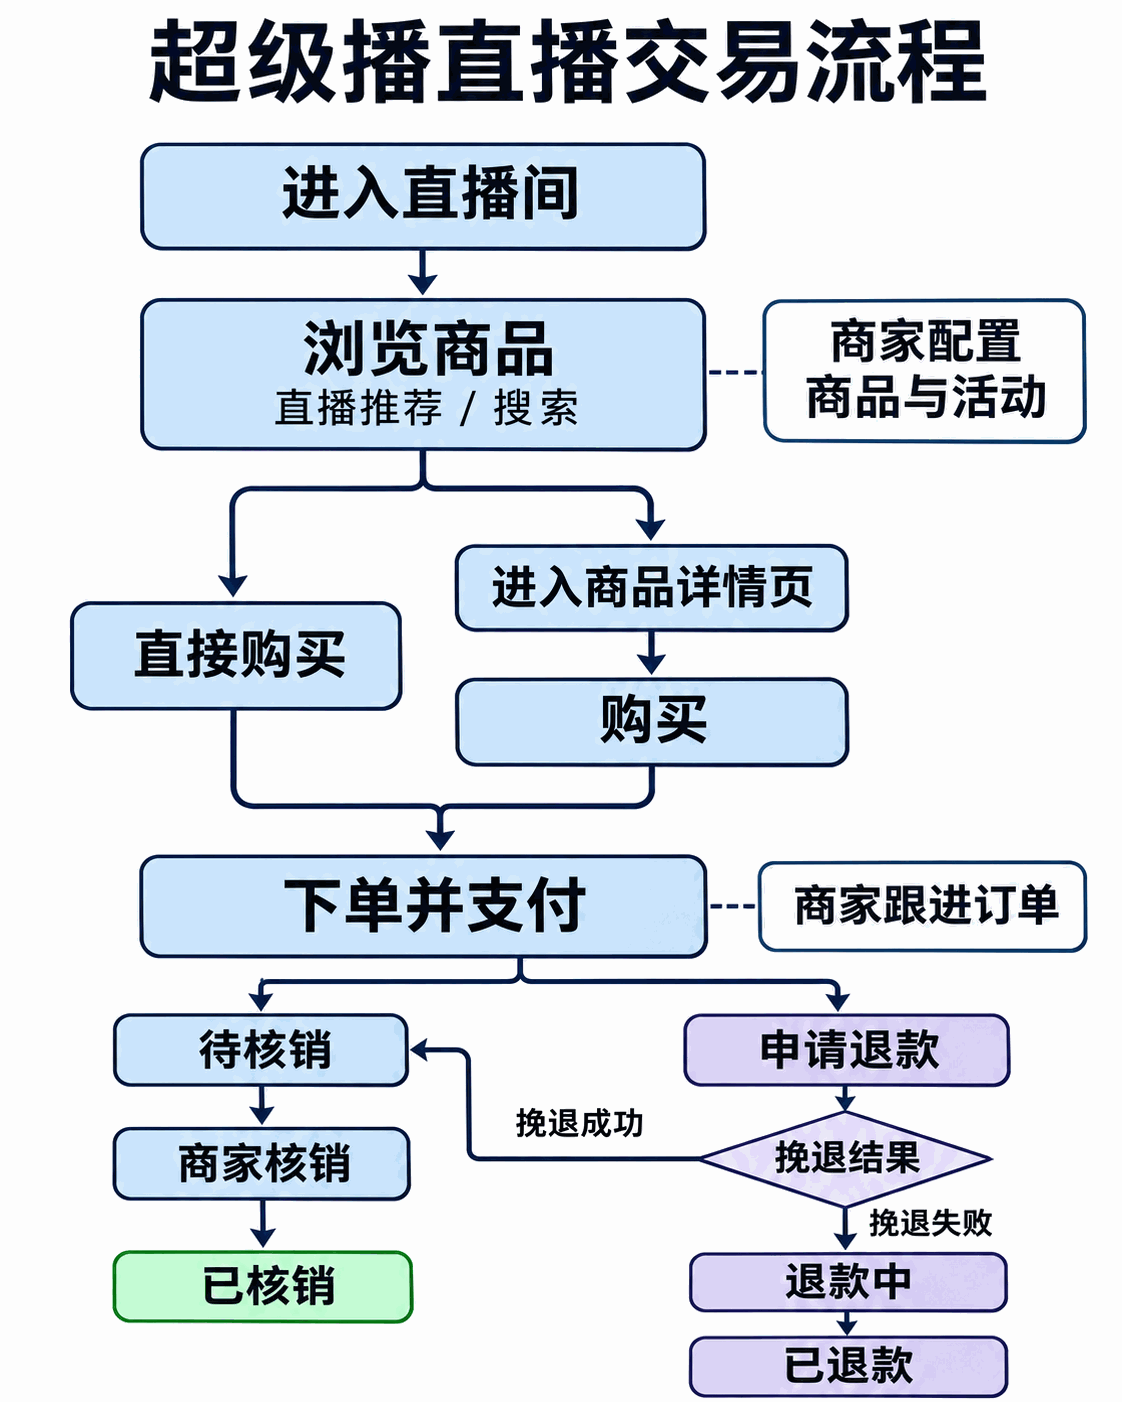 超级播直播交易流程
进入直播间
浏览商品
直播推荐 / 搜索
商家配置
商品与活动
进入商品详情页
直接购买
购买
下单并支付
商家跟进订单
待核销
申请退款
挽退成功
挽退结果
商家核销
挽退失败
已核销
退款中
已退款